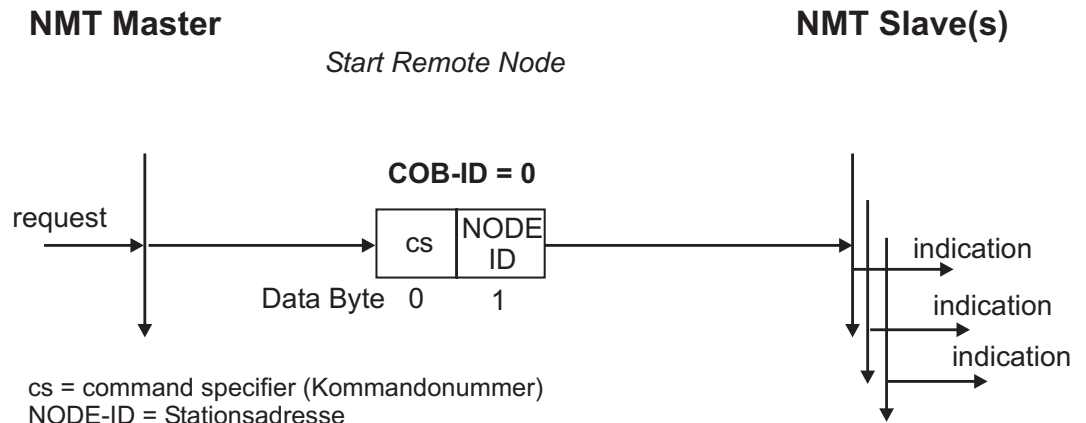 NMT Master
NMT Slave(s)
Start Remote Node
COB-ID = 0
request
cs
NODE
ID
indication
Data Byte 0 1
indication
indication
cs = command specifier (Kommandonummer)
NODE-ID = Stationsadresse